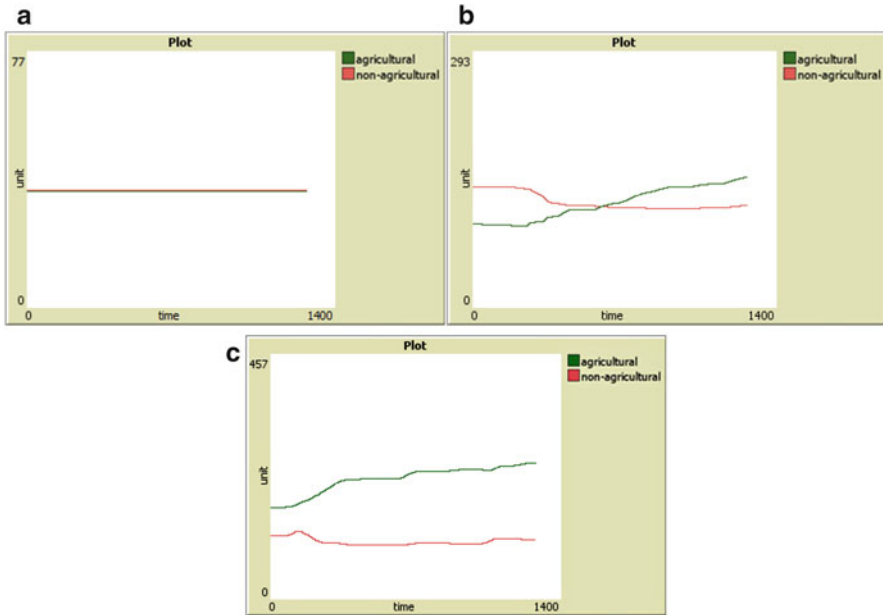 a
Plot
77
unit
0
0
time
1400
agricultural
non-agricultural
b
Plot
293
unit
0
0
time
1400
agricultural
non-agricultural
c
Plot
457
unit
0
0
time
1400
agricultural
non-agricultural